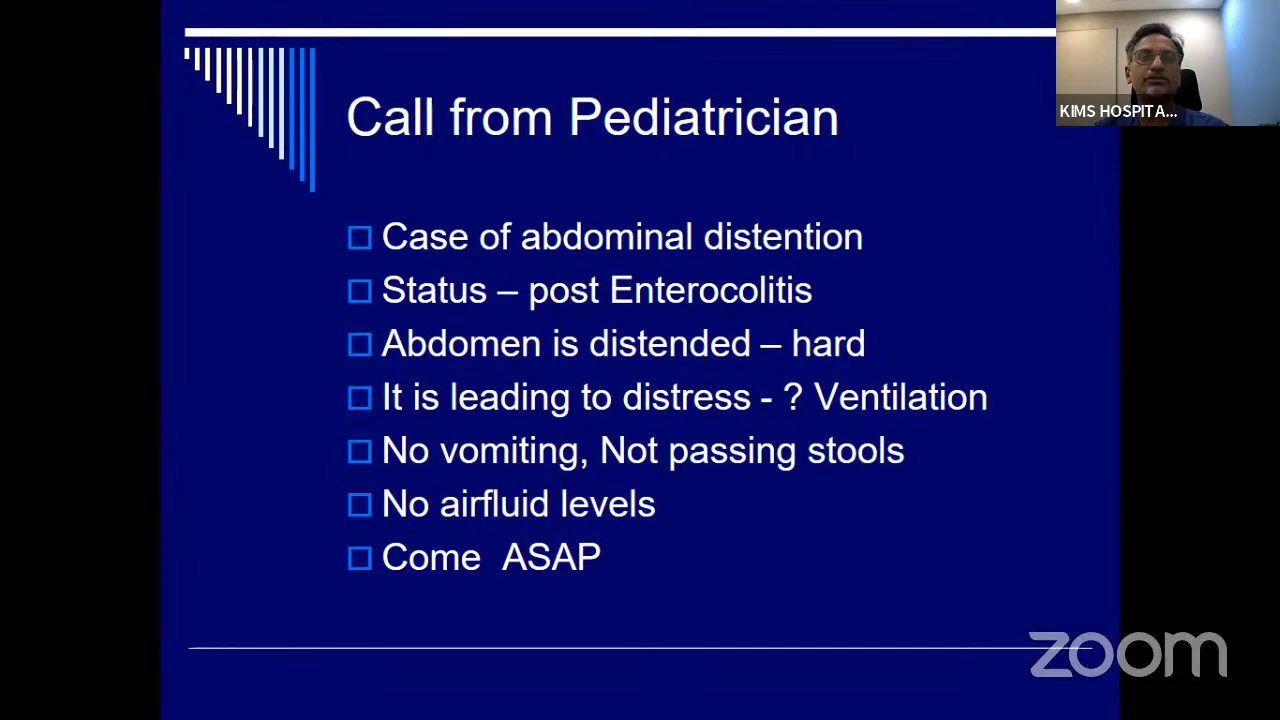 Call from Pediatrician
KIMS HOSPITA...
Case of abdominal distention
Status – post Enterocolitis
Abdomen is distended – hard
It is leading to distress - ? Ventilation
No vomiting, Not passing stools
No airfluid levels
Come ASAP
zoom